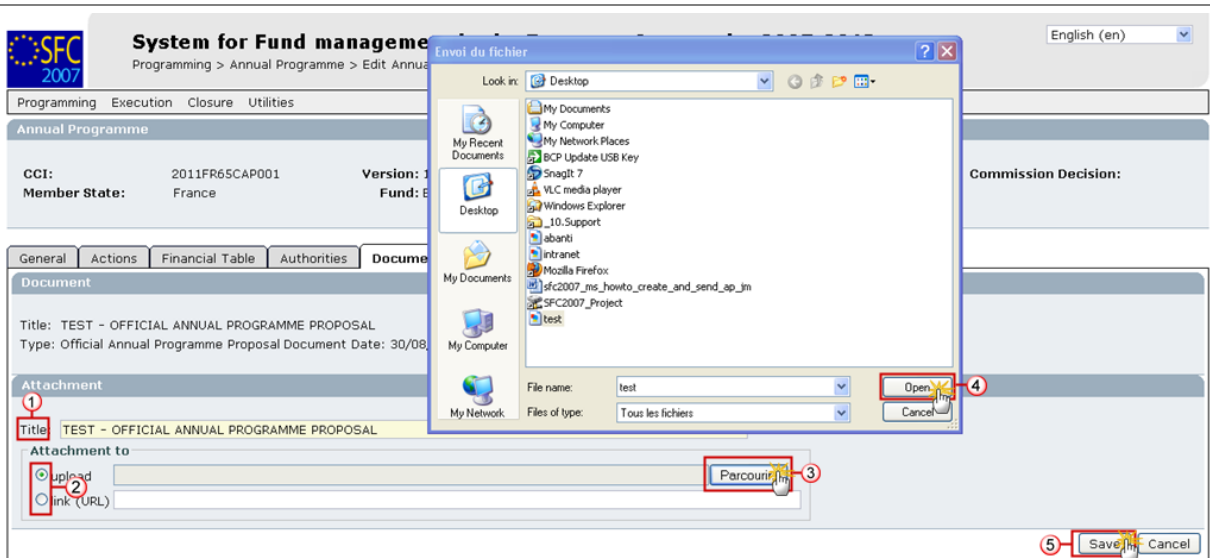 SFC
2007
System for Fund manageme
Programming > Annual Programme > Edit Annua
English (en)
Programming Execution Closure Utilities
Annual Programme
CCI: 2011FR65CAP001 Version: 1
Commission Decision:
Member State: France Fund: E
General Actions Financial Table Authorities Docume
Document
Title: TEST - OFFICIAL ANNUAL PROGRAMME PROPOSAL
Type: Official Annual Programme Proposal Document Date: 30/08
Attachment
1
Title: TEST - OFFICIAL ANNUAL PROGRAMME PROPOSAL
Attachment to
upload
2
link (URL)
Parcourir
3
5
Save
Cancel
Envoi du fichier
Look in: Desktop
My Recent
Documents
Desktop
My Documents
My Computer
My Network
My Documents
My Computer
My Network Places
BCP Update USB Key
SnagIt 7
VLC media player
Windows Explorer
_10.Support
abanti
intranet
Mozilla Firefox
sfc2007_ms_howto_create_and_send_ap_jm
SFC2007_Project
test
File name: test
Open
4
Files of type: Tous les fichiers
Cancel